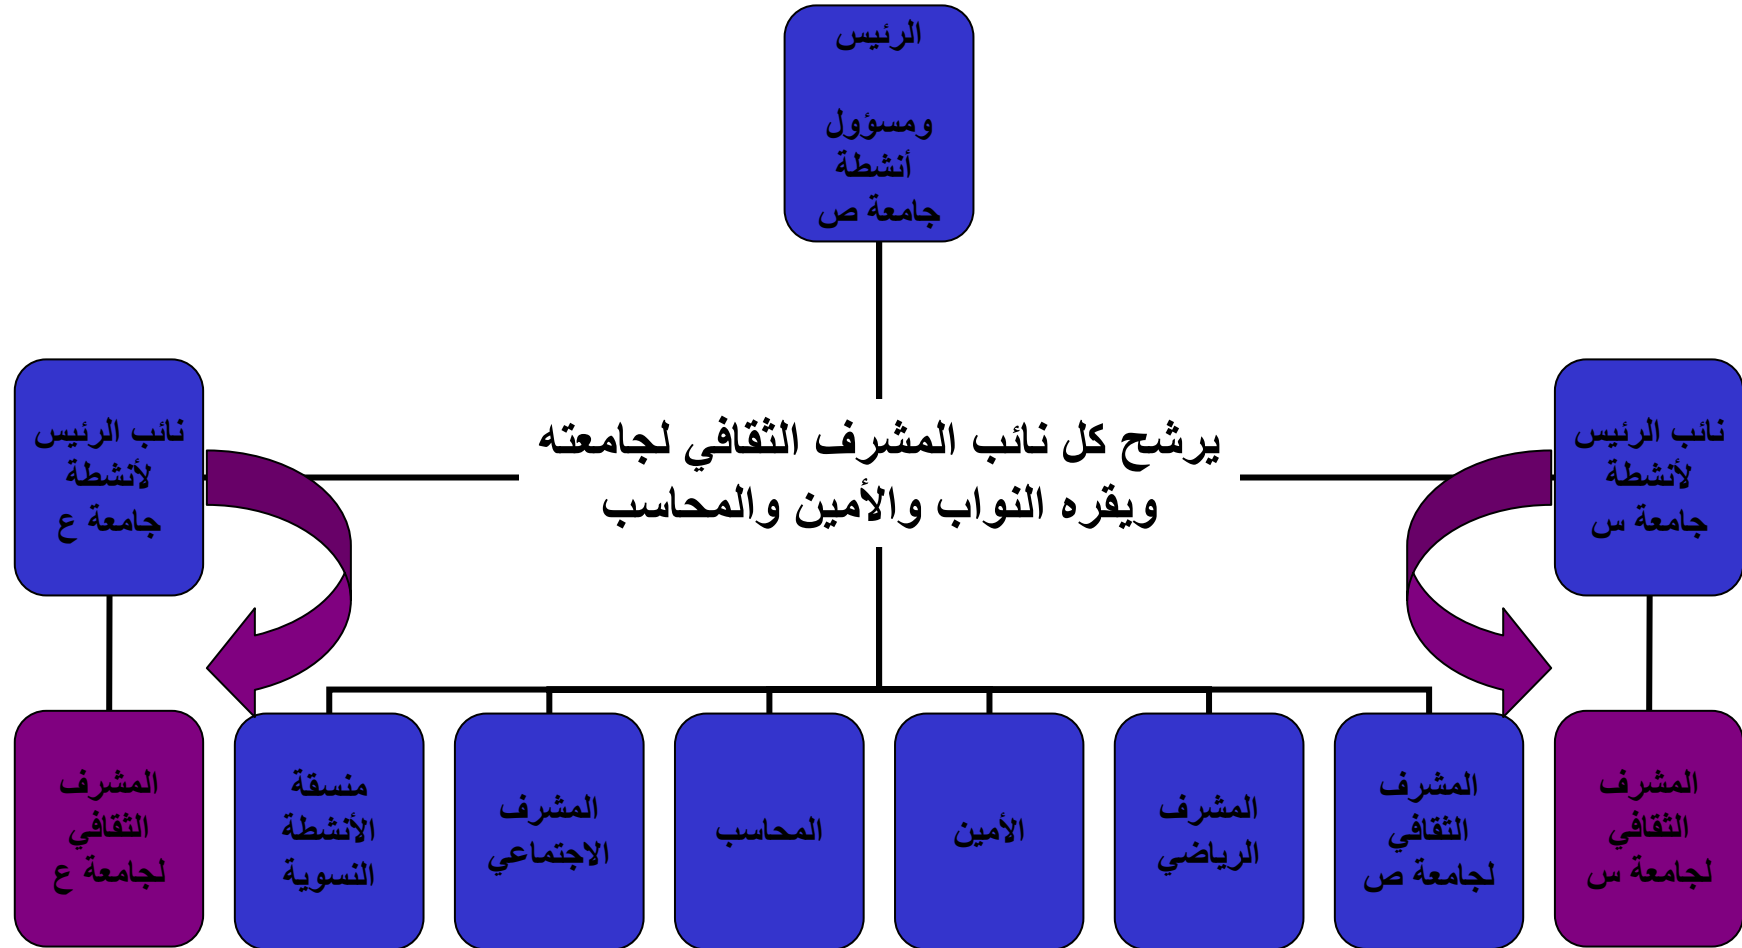 الرئيس
ومسؤول
أنشطة
جامعة ص
نائب الرئيس
لأنشطة
جامعة س
يرشح كل نائب المشرف الثقافي لجامعته
ويقره النواب والأمين والمحاسب
نائب الرئيس
لأنشطة
جامعة ع
المشرف
الثقافي
لجامعة س
المشرف
الثقافي
لجامعة ص
المشرف
الرياضي
الأمين
المحاسب
المشرف
الاجتماعي
منسقة
الأنشطة
النسوية
المشرف
الثقافي
لجامعة ع